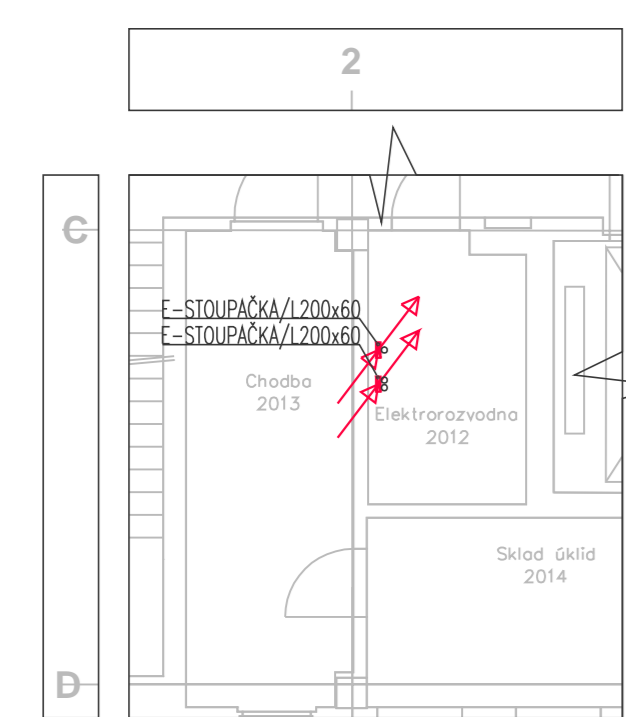 2
C
E-STOUPAČKA/L200x60
E-STOUPAČKA/L200x60
Chodba
2013
Elektrorozvodna
2012
Sklad úklid
2014
D